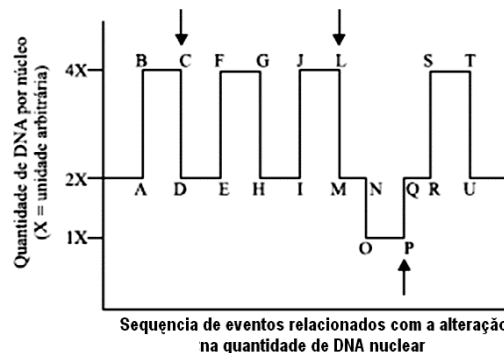 Quantidade de DNA por núcleo
(X = unidade arbitrária)
4X
2X
1X
B C F G J L S T
A D E H I M N Q R U
O P
Sequęncia de eventos relacionados com a alteração
na quantidade de DNA nuclear